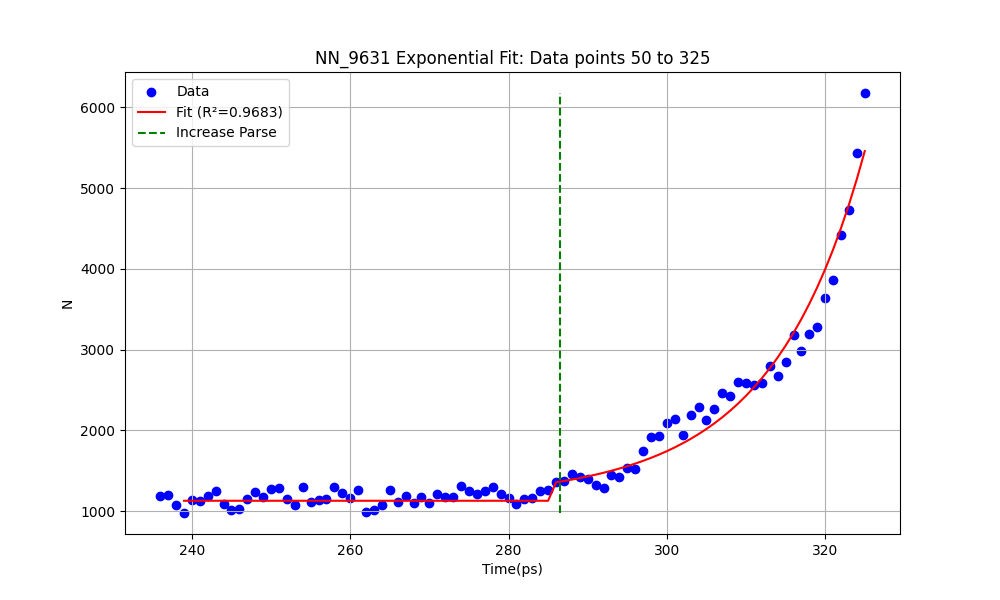 NN_9631 Exponential Fit: Data points 50 to 325
Data
Fit (R²=0.9683)
Increase Parse
6000
5000
4000
3000
2000
1000
N
240
260
280
300
320
Time(ps)